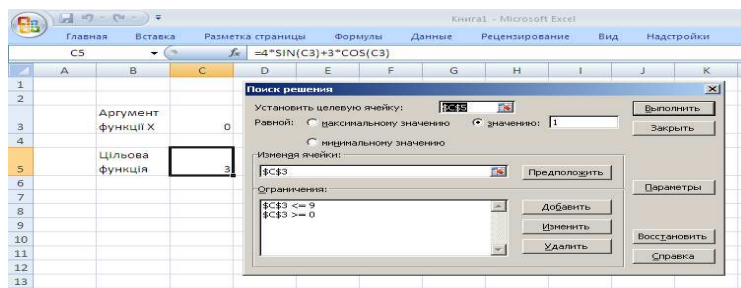 Книга1 - Microsoft Excel
Главная Вставка Разметка страницы Формулы Данные Рецензирование Вид Надстройки
C5 fx =4*SIN(C3)+3*COS(C3)
A B C D E F G H I J K
1
2
3 Аргумент функції X 0
4
5 Цільова функція 3
6
7
8
9
10
11
12
13
Поиск решения
Установить целевую ячейку: $C$5 Выполнить
Равной: максимальному значению значению: 1 Закрыть
минимальному значению
Изменяя ячейки:
$C$3 Предположить
Ограничения: Параметры
$C$3 <= 9 Добавить
$C$3 >= 0
Изменить
Удалить Восстановить
Справка